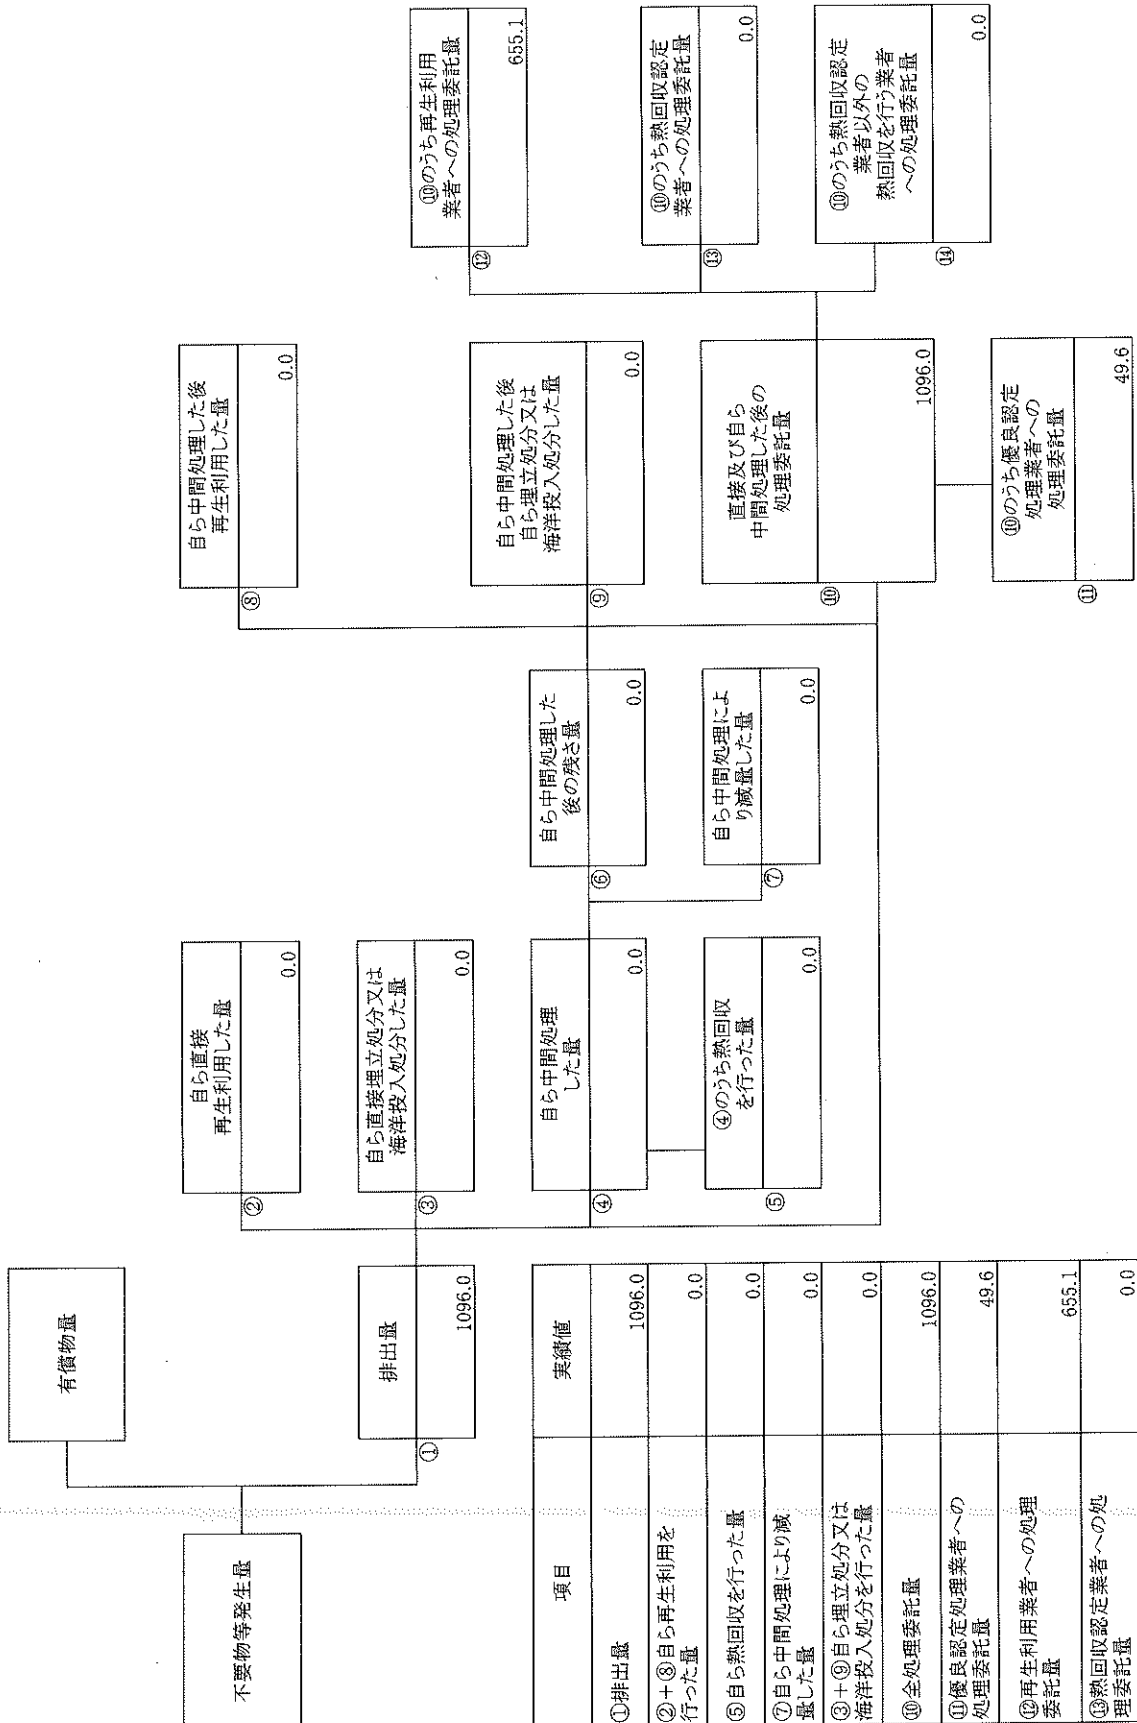 不要物等発生量
有償物量
排出量
①
1096.0
自ら直接
再生利用した量
②
0.0
自ら直接埋立処分又は
海洋投入処分した量
③
0.0
自ら中間処理
した量
④
0.0
④のうち熱回収
を行った量
⑤
0.0
自ら中間処理した
後の残さ量
⑥
0.0
自ら中間処理によ
り減量した量
⑦
0.0
自ら中間処理した後
再生利用した量
⑧
0.0
自ら中間処理した後
自ら埋立処分又は
海洋投入処分した量
⑨
0.0
直接及び自ら
中間処理した後の
処理委託量
⑩
1096.0
⑩のうち優良認定
処理業者への
処理委託量
⑪
49.6
⑩のうち再生利用
業者への処理委託量
⑫
655.1
⑩のうち熱回収認定
業者への処理委託量
⑬
0.0
⑩のうち熱回収認定
業者以外の
熱回収を行う業者
への処理委託量
⑭
0.0
項目 実績値
①排出量 1096.0
②+⑧自ら再生利用を
行った量 0.0
⑤自ら熱回収を行った量 0.0
⑦自ら中間処理により減
量した量 0.0
③+⑨自ら埋立処分又は
海洋投入処分を行った量 0.0
⑩全処理委託量 1096.0
⑪優良認定処理業者への
処理委託量 49.6
⑫再生利用業者への処理
委託量 655.1
⑬熱回収認定業者への処
理委託量 0.0